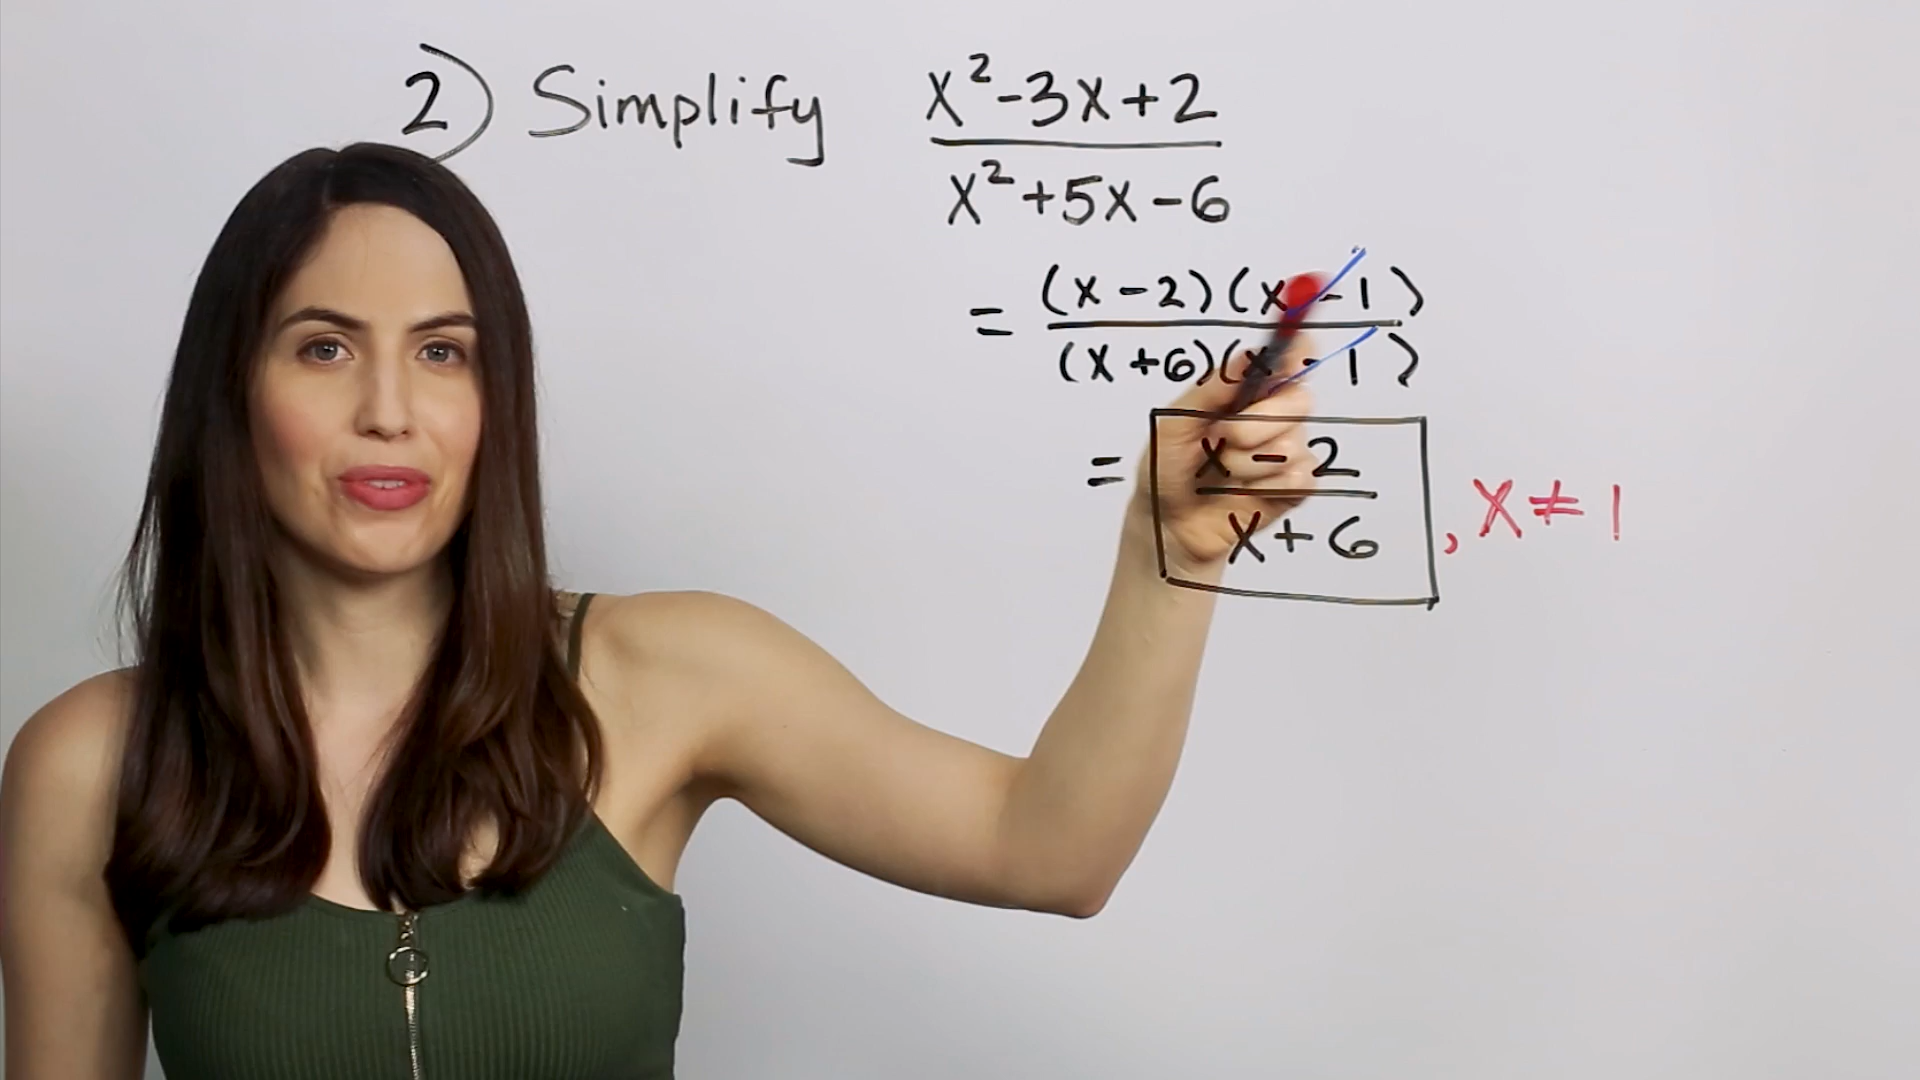 2) Simplify x²-3x+2
x²+5x-6
= (x-2)(x-1)
(x+6)(x-1)
= x-2
x+6 , x≠1